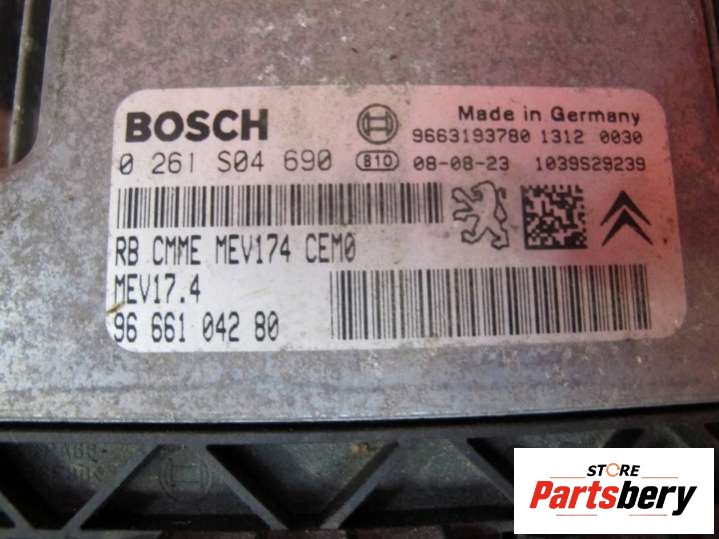 BOSCH
Made in Germany
9663193780 1312 0030
0 261 S04 690 810 08-08-23 1039S29239
RB CMME MEV174 CEM0
MEV17.4
96 661 042 80
STORE
Partsbery